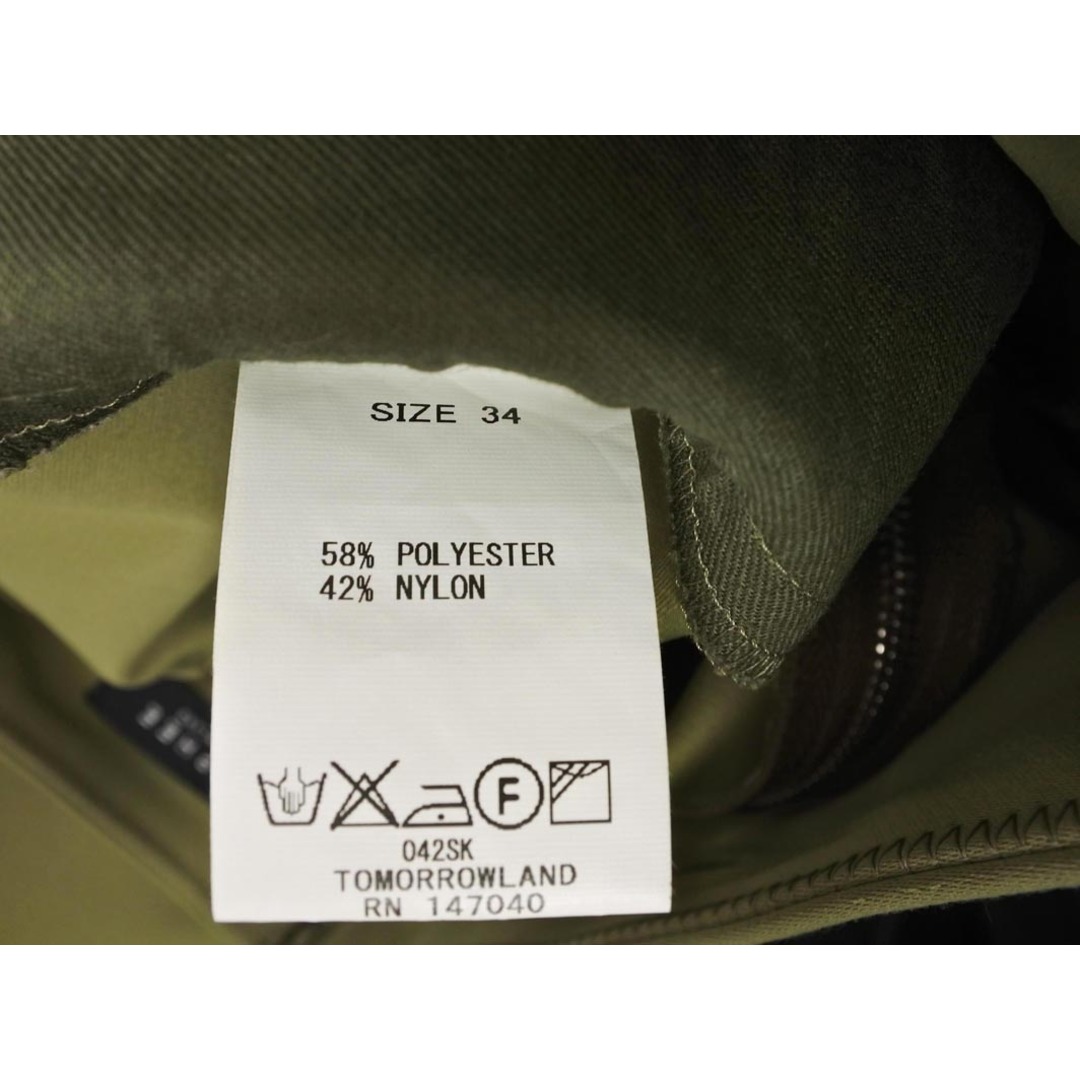 SIZE 34
58% POLYESTER
42% NYLON
F
042SK
TOMORROWLAND
RN 147040